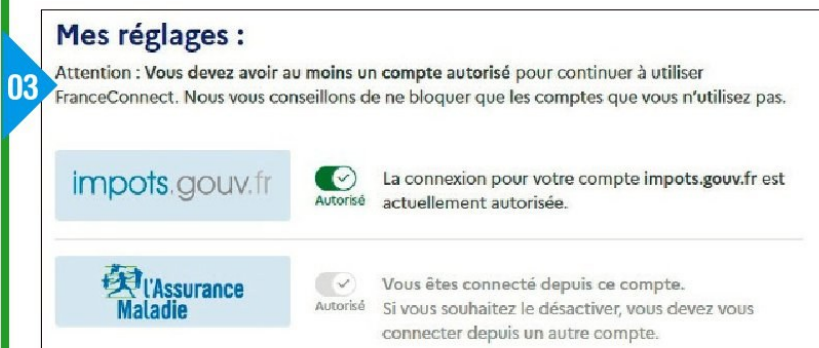 Mes réglages :
03
Attention : Vous devez avoir au moins un compte autorisé pour continuer à utiliser
FranceConnect. Nous vous conseillons de ne bloquer que les comptes que vous n'utilisez pas.
impots.gouv.fr
Autorisé
La connexion pour votre compte impots.gouv.fr est
actuellement autorisée.
l'Assurance
Maladie
Autorisé
Vous êtes connecté depuis ce compte.
Si vous souhaitez le désactiver, vous devez vous
connecter depuis un autre compte.